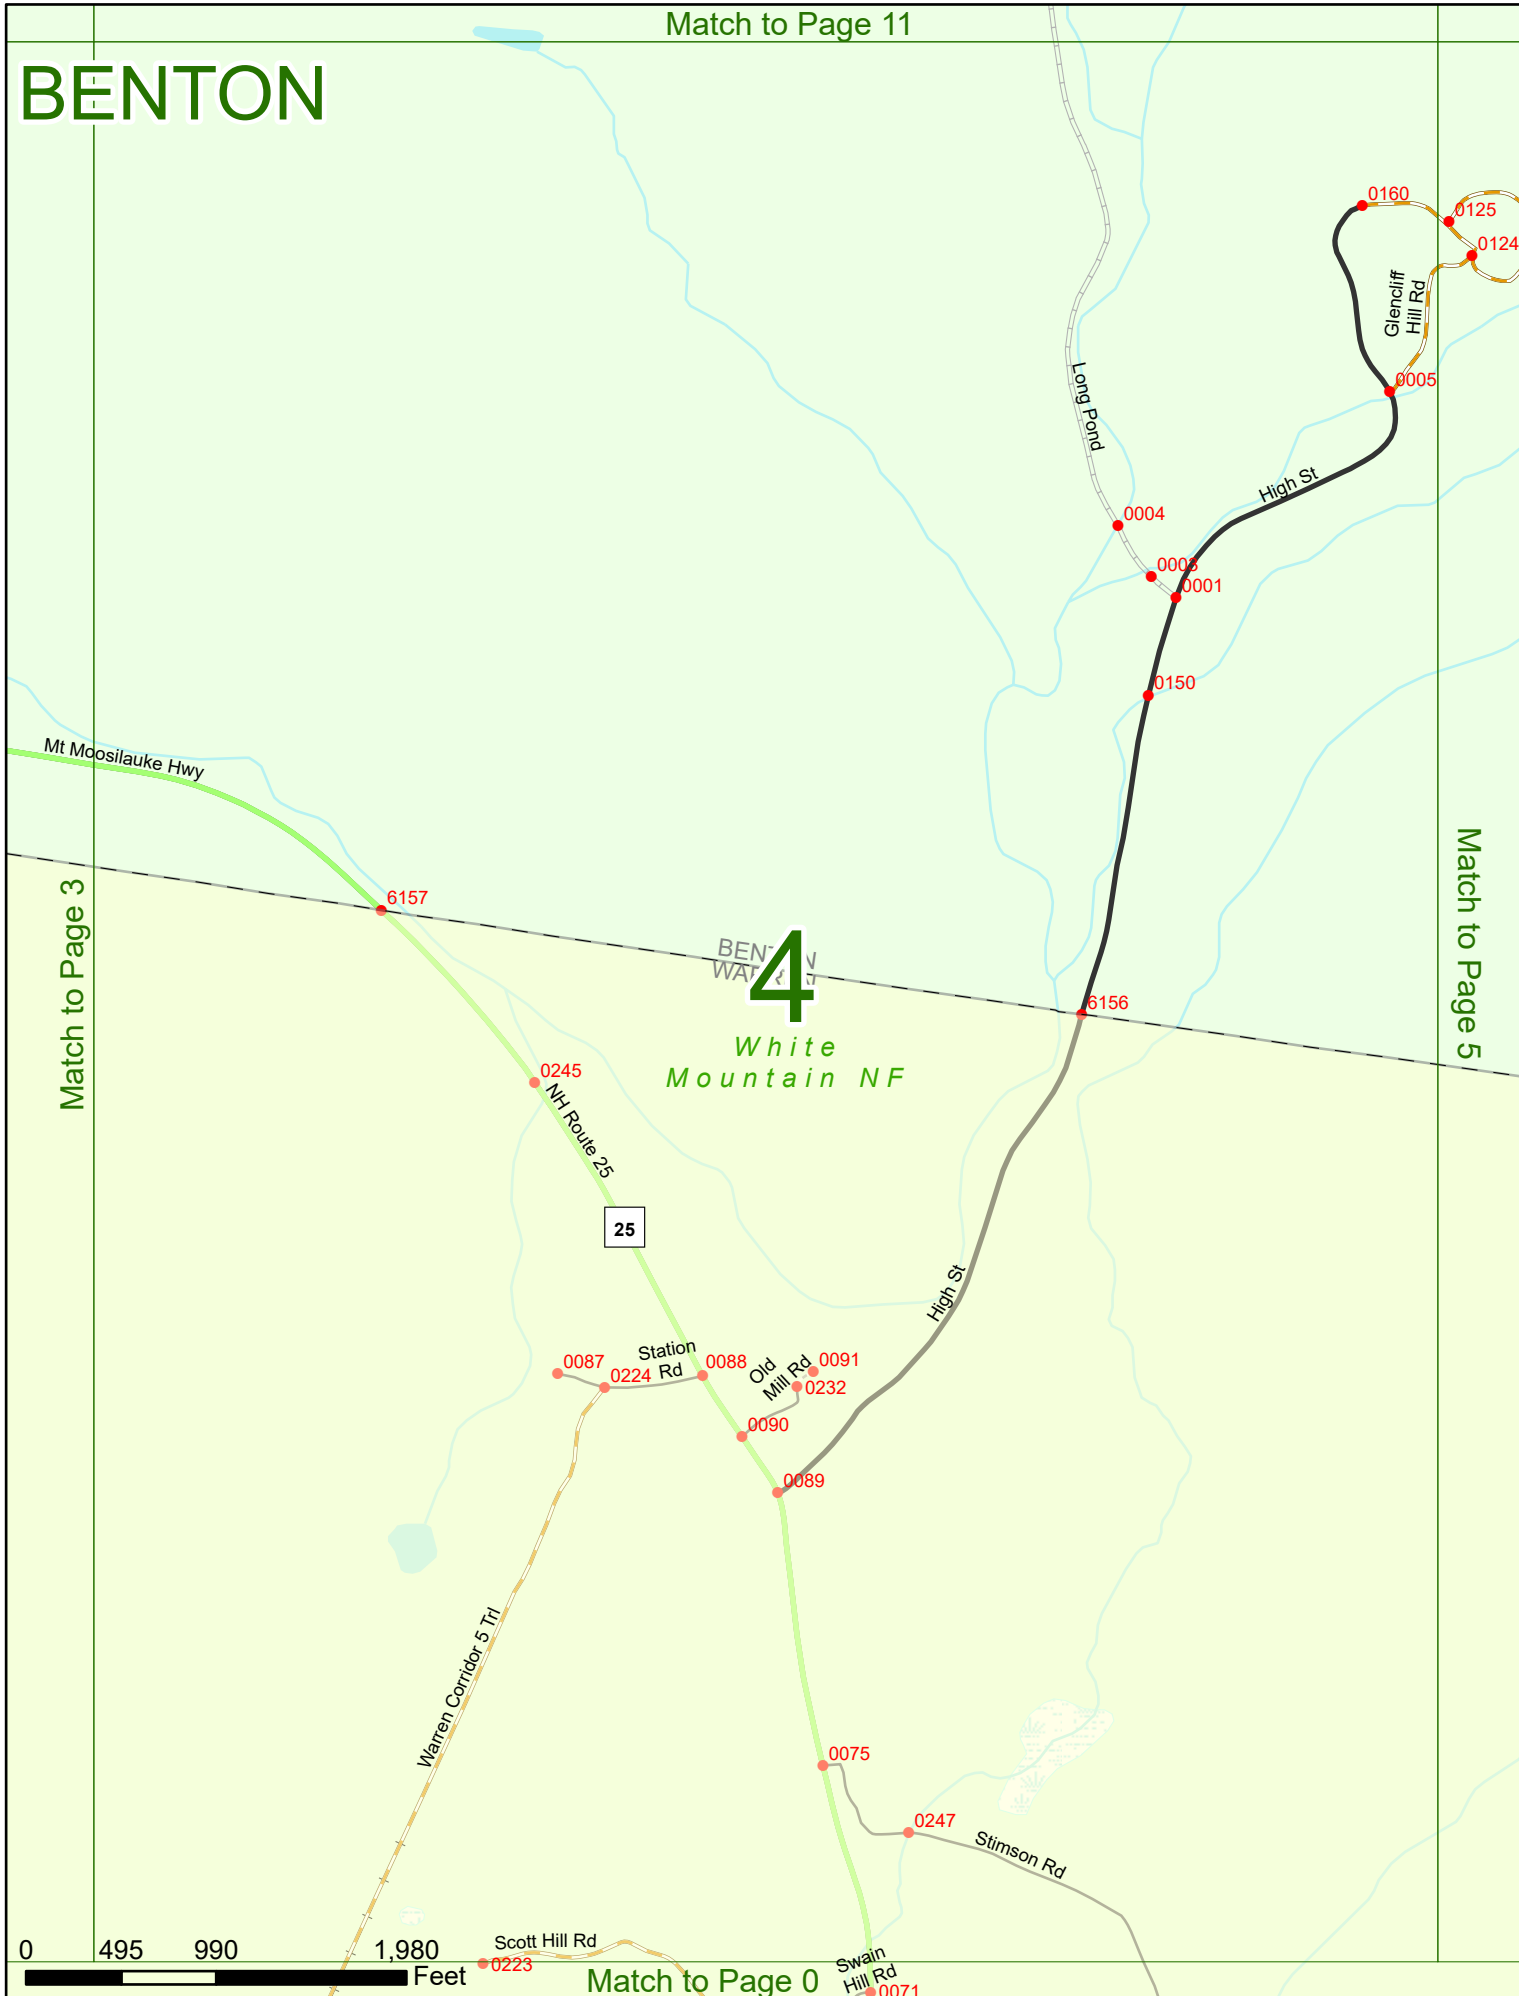 Match to Page 11
BENTON
0160
0125
0124
Glencliff
Hill Rd
0005
Long Pond
High St
0004
0003
0001
0150
Mt Moosilauke Hwy
Match to Page 3
Match to Page 5
6157
BENTON
4
6156
White
Mountain NF
0245
NH Route 25
25
High St
Station
Rd
0087
0224
0088
Old
Mill Rd
0091
0232
0090
0089
Warren Corridor 5 Trl
0075
0247
Stimson Rd
Scott Hill Rd
0223
Swain
Hill Rd
0071
0 495 990 1,980
Feet
Match to Page 0